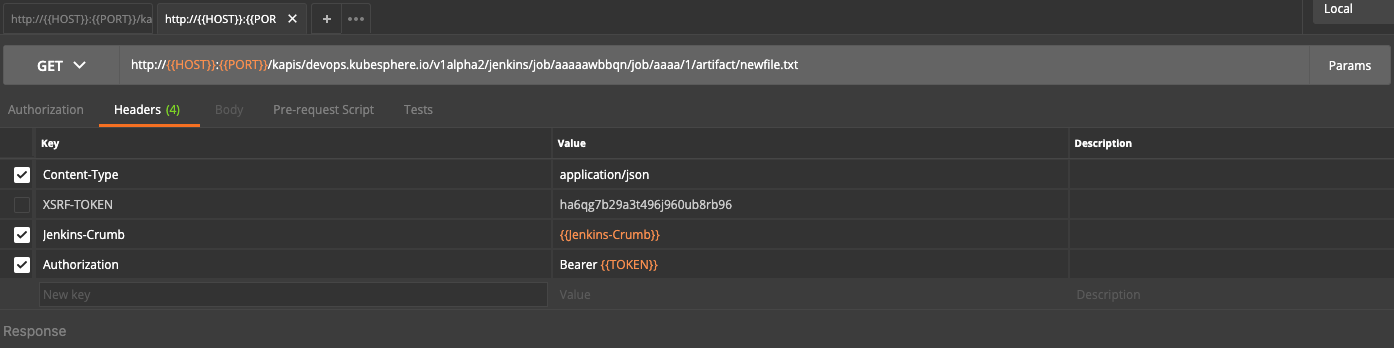 http://{{HOST}}:{{PORT}}/ka http://{{HOST}}:{{POR ✕ + ••• Local
GET http://{{HOST}}:{{PORT}}/kapis/devops.kubesphere.io/v1alpha2/jenkins/job/aaaaawbbqn/job/aaaa/1/artifact/newfile.txt Params
Authorization Headers (4) Body Pre-request Script Tests
Key Value Description
Content-Type application/json
XSRF-TOKEN ha6qg7b29a3t496j960ub8rb96
Jenkins-Crumb {{Jenkins-Crumb}}
Authorization Bearer {{TOKEN}}
New key Value Description
Response